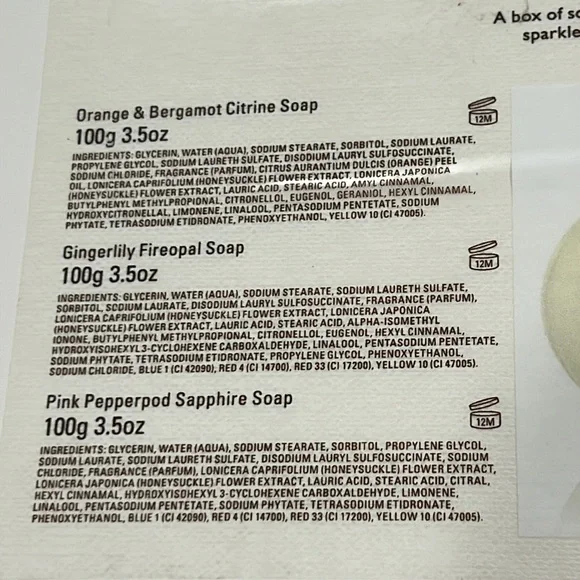 A box of
sparkle
Orange & Bergamot Citrine Soap
100g 3.5oz
12M
INGREDIENTS: GLYCERIN, WATER (AQUA), SODIUM STEARATE, SORBITOL, SODIUM LAURATE,
PROPYLENE GLYCOL, SODIUM LAURETH SULFATE, DISODIUM LAURYL SULFOSUCCINATE,
SODIUM CHLORIDE, FRAGRANCE (PARFUM), CITRUS AURANTIUM DULCIS (ORANGE) PEEL
OIL, LONICERA CAPRIFOLIUM (HONEYSUCKLE) FLOWER EXTRACT, LONICERA JAPONICA
(HONEYSUCKLE) FLOWER EXTRACT, LAURIC ACID, STEARIC ACID, AMYL CINNAMAL,
BUTYLPHENYL METHYLPROPIONAL, CITRONELLOL, EUGENOL, GERANIOL, HEXYL CINNAMAL,
HYDROXYCITRONELLAL, LIMONENE, LINALOOL, PENTASODIUM PENTETATE, SODIUM
PHYTATE, TETRASODIUM ETIDRONATE, PHENOXYETHANOL, YELLOW 10 (CI 47005).
Gingerlily Fireopal Soap
100g 3.5oz
12M
INGREDIENTS: GLYCERIN, WATER (AQUA), SODIUM STEARATE, SODIUM LAURETH SULFATE,
SORBITOL, SODIUM LAURATE, DISODIUM LAURYL SULFOSUCCINATE, FRAGRANCE (PARFUM),
LONICERA CAPRIFOLIUM (HONEYSUCKLE) FLOWER EXTRACT, LONICERA JAPONICA
(HONEYSUCKLE) FLOWER EXTRACT, LAURIC ACID, STEARIC ACID, ALPHA-ISOMETHYL
IONONE, BUTYLPHENYL METHYLPROPIONAL, CITRONELLOL, EUGENOL, HEXYL CINNAMAL,
HYDROXYISOHEXYL 3-CYCLOHEXENE CARBOXALDEHYDE, LINALOOL, PENTASODIUM PENTETATE,
SODIUM PHYTATE, TETRASODIUM ETIDRONATE, PROPYLENE GLYCOL, PHENOXYETHANOL,
SODIUM CHLORIDE, BLUE 1 (CI 42090), RED 4 (CI 14700), RED 33 (CI 17200), YELLOW 10 (CI 47005).
Pink Pepperpod Sapphire Soap
100g 3.5oz
12M
INGREDIENTS: GLYCERIN, WATER (AQUA), SODIUM STEARATE, SORBITOL, PROPYLENE GLYCOL,
SODIUM LAURATE, SODIUM LAURETH SULFATE, DISODIUM LAURYL SULFOSUCCINATE, SODIUM
CHLORIDE, FRAGRANCE (PARFUM), LONICERA CAPRIFOLIUM (HONEYSUCKLE) FLOWER EXTRACT,
LONICERA JAPONICA (HONEYSUCKLE) FLOWER EXTRACT, LAURIC ACID, STEARIC ACID, CITRAL,
HEXYL CINNAMAL, HYDROXYISOHEXYL 3-CYCLOHEXENE CARBOXALDEHYDE, LIMONENE,
LINALOOL, PENTASODIUM PENTETATE, SODIUM PHYTATE, TETRASODIUM ETIDRONATE,
PHENOXYETHANOL, BLUE 1 (CI 42090), RED 4 (CI 14700), RED 33 (CI 17200), YELLOW 10 (CI 47005).